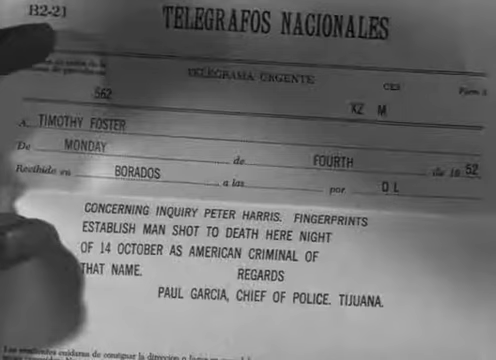 B2-21
TELEGRAFOS NACIONALES
TELEGRAMA URGENTE
562
XZ M
A. TIMOTHY FOSTER
De MONDAY de FOURTH de 19 52
Recibido en BORADOS a las por D L
CONCERNING INQUIRY PETER HARRIS. FINGERPRINTS
ESTABLISH MAN SHOT TO DEATH HERE NIGHT
OF 14 OCTOBER AS AMERICAN CRIMINAL OF
THAT NAME. REGARDS
PAUL GARCIA, CHIEF OF POLICE. TIJUANA.